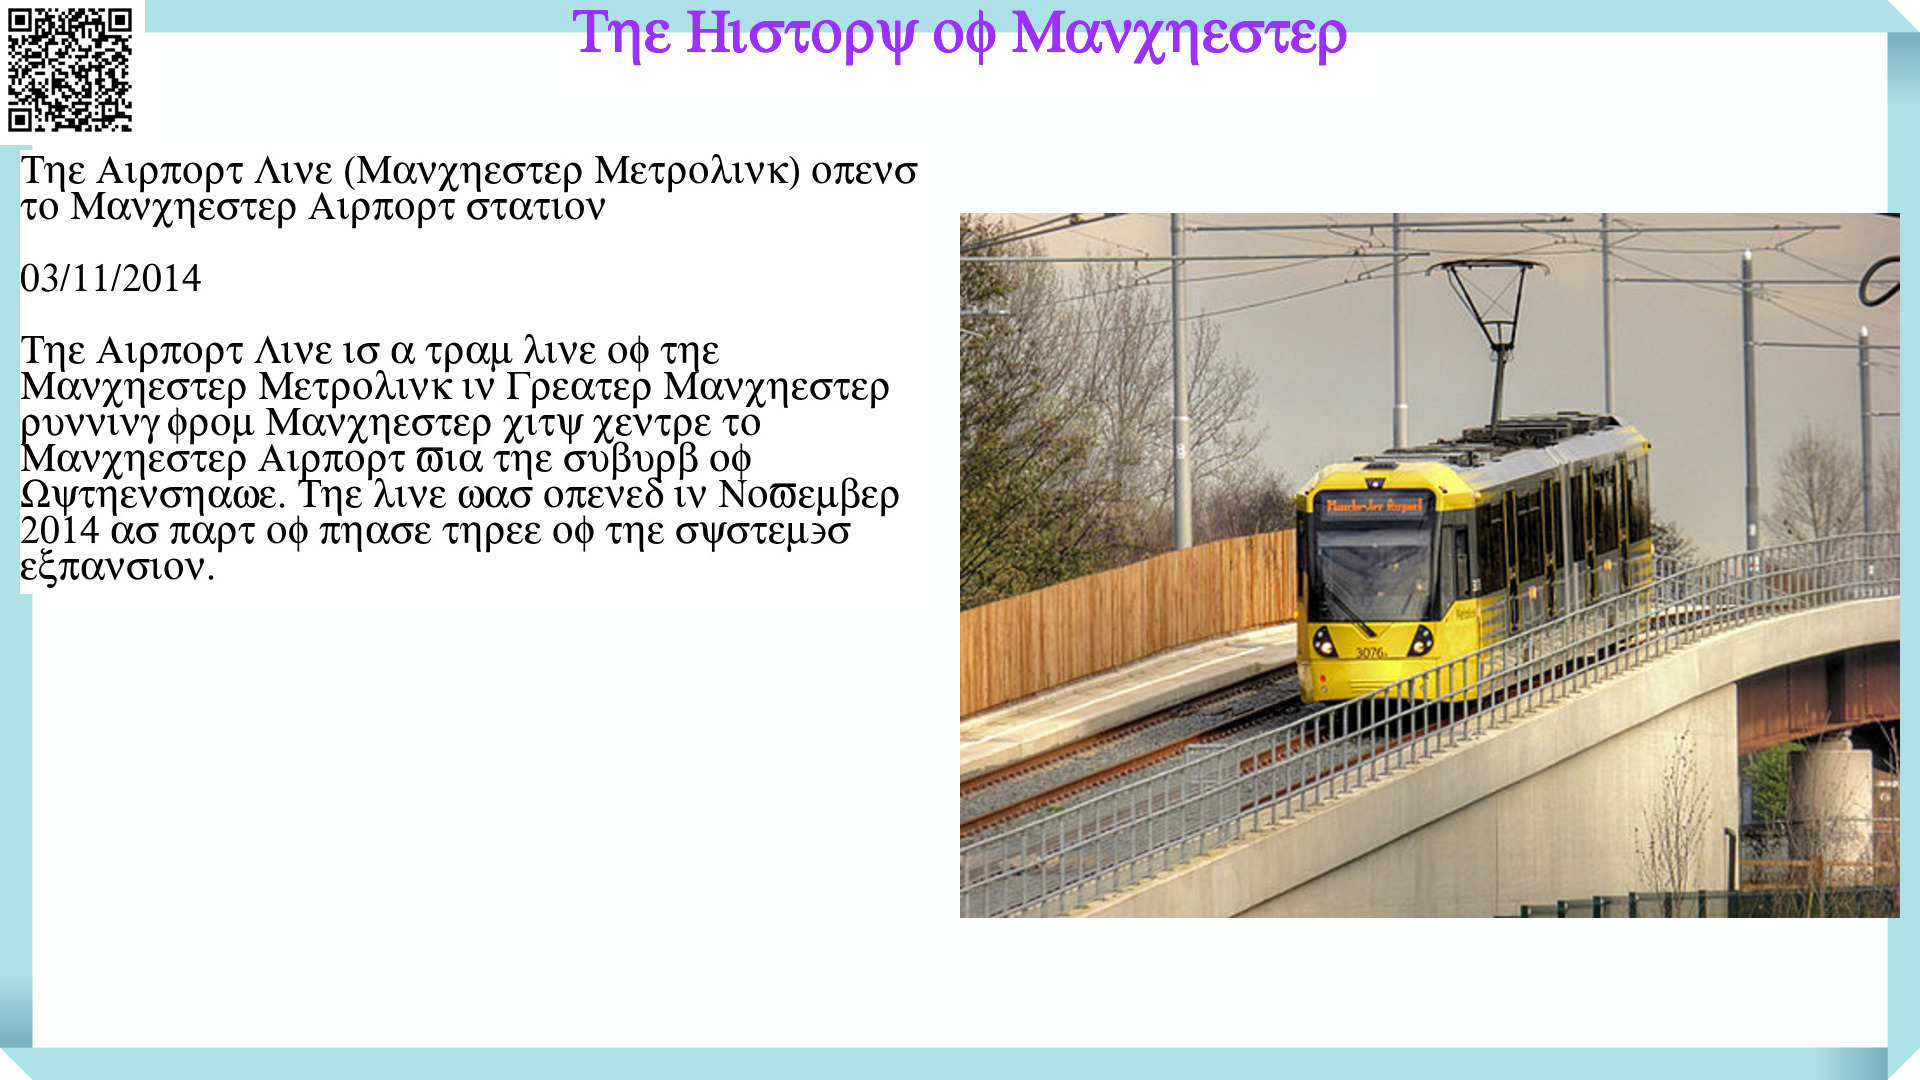 Τηε Ηιστορψ οφ Μανχηεστερ
Τηε Αιρπορτ Λινε (Μανχηεστερ Μετρολινκ) οπενσ
το Μανχηεστερ Αιρπορτ στατιον
03/11/2014
Τηε Αιρπορτ Λινε ισ α τραμ λινε οφ τηε
Μανχηεστερ Μετρολινκ ιν Γρεατερ Μανχηεστερ
ρυννινγ φρομ Μανχηεστερ χιτψ χεντρε το
Μανχηεστερ Αιρπορτ ϖια τηε συβυρβ οφ
Ωψτηενσηαωε. Τηε λινε ωασ οπενεδ ιν Νοϖεμβερ
2014 ασ παρτ οφ πηασε τηρεε οφ τηε σψστεμ϶σ
εξπανσιον.
Manchester Airport
3076